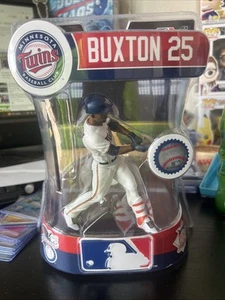 MINNESOTA
Twins
BASEBALL CLUB
BUXTON 25